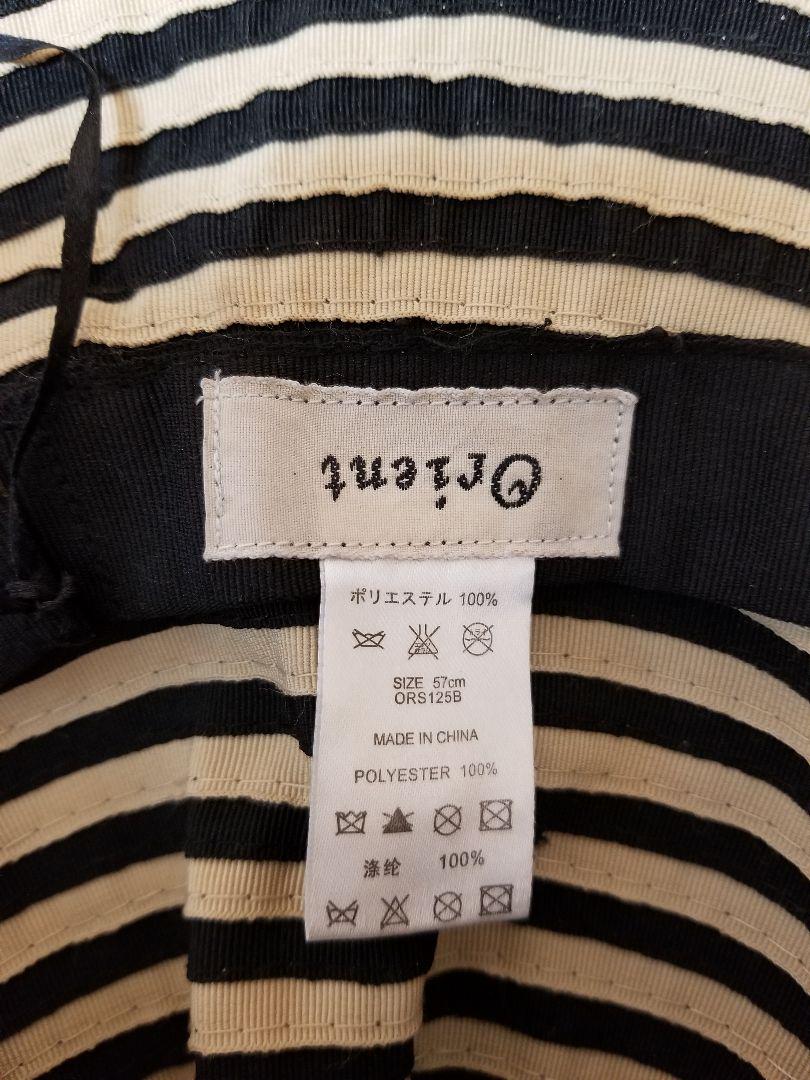 Orient
ポリエステル 100%
SIZE 57cm
ORS125B
MADE IN CHINA
POLYESTER 100%
涤纶 100%